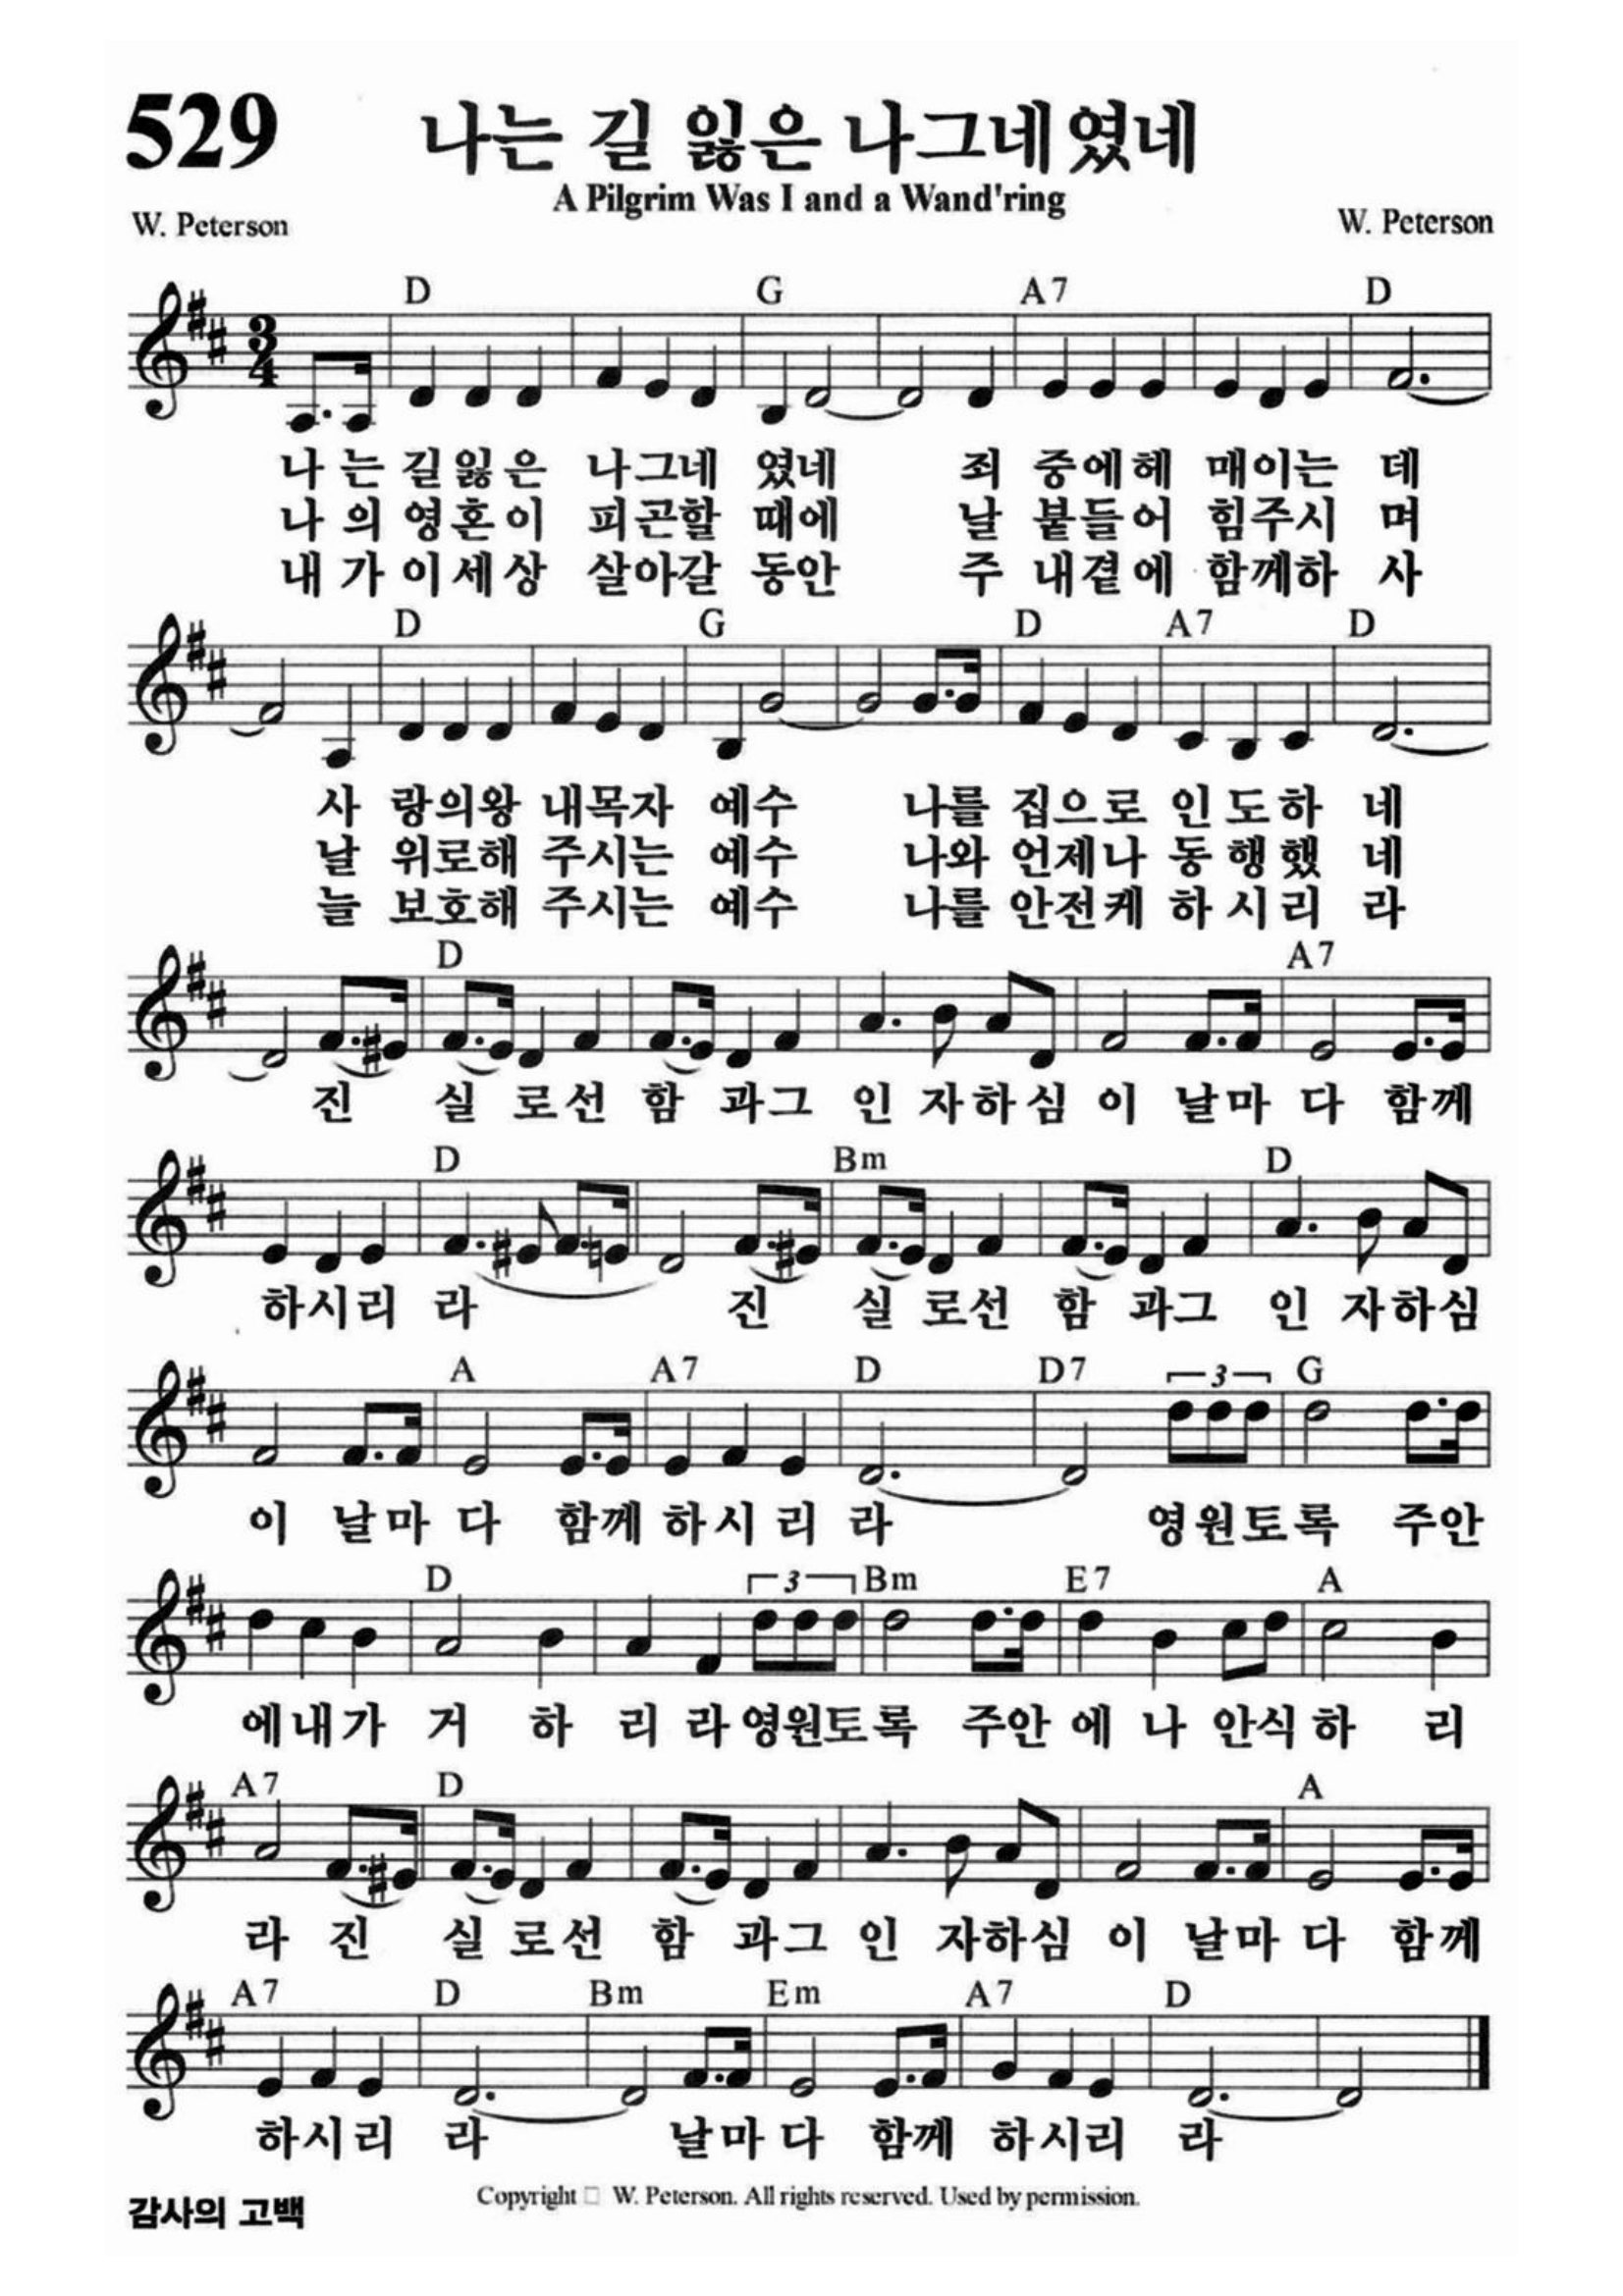 529
나는 길 잃은 나그네였네
A Pilgrim Was I and a Wand'ring
W. Peterson
W. Peterson
D G A7 D
3
4
나 는 길 잃 은 나그네 였네 죄 중에헤 매이는 데
나 의 영혼이 피곤할 때에 날 붙들어 힘주시 며
내 가 이 세 상 살아갈 동안 주 내곁에 함께하 사
D G D A7 D
사 랑의왕 내목자 예수 나를 집으로 인 도 하 네
날 위로해 주시는 예수 나와 언제나 동 행 했 네
늘 보호해 주시는 예수 나를 안전케 하 시 리 라
D A7
진 실 로선 함 과그 인 자하심 이 날마 다 함께
D Bm D
하시리 라 진 실 로선 함 과그 인 자하심
A A7 D D7 3 G
이 날마 다 함께 하시 리 라 영원토록 주안
D 3 Bm E7 A
에내가 거 하 리 라 영원토록 주안 에 나 안식 하 리
A7 D A
라 진 실 로선 함 과그 인 자하심 이 날마 다 함께
A7 D Bm Em A7 D
하시리 라 날마 다 함께 하시리 라
감사의 고백
Copyright □ W. Peterson. All rights reserved. Used by permission.